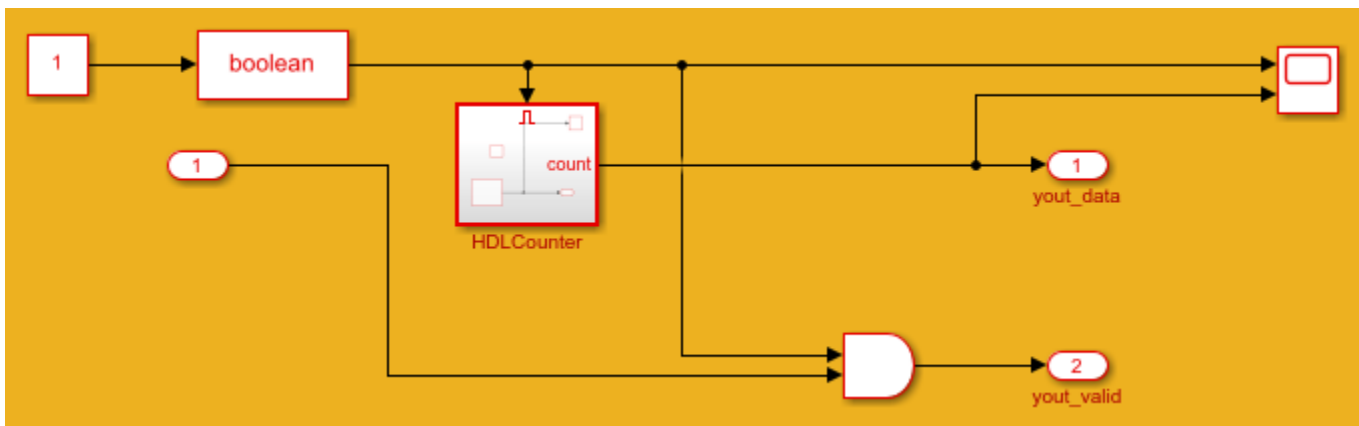 1
boolean
1
count
HDLCounter
1
yout_data
2
yout_valid